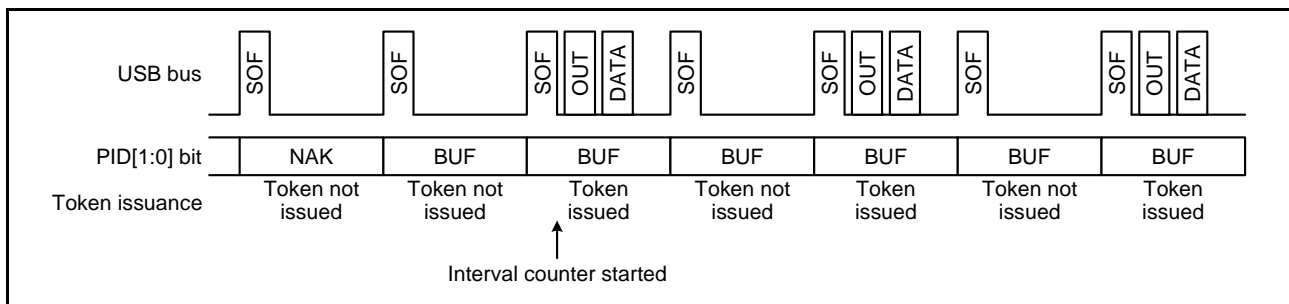 USB bus SOF SOF SOF OUT DATA SOF SOF OUT DATA SOF SOF OUT DATA
PID[1:0] bit NAK BUF BUF BUF BUF BUF BUF
Token issuance Token not issued Token not issued Token issued Token not issued Token issued Token not issued Token issued
Interval counter started